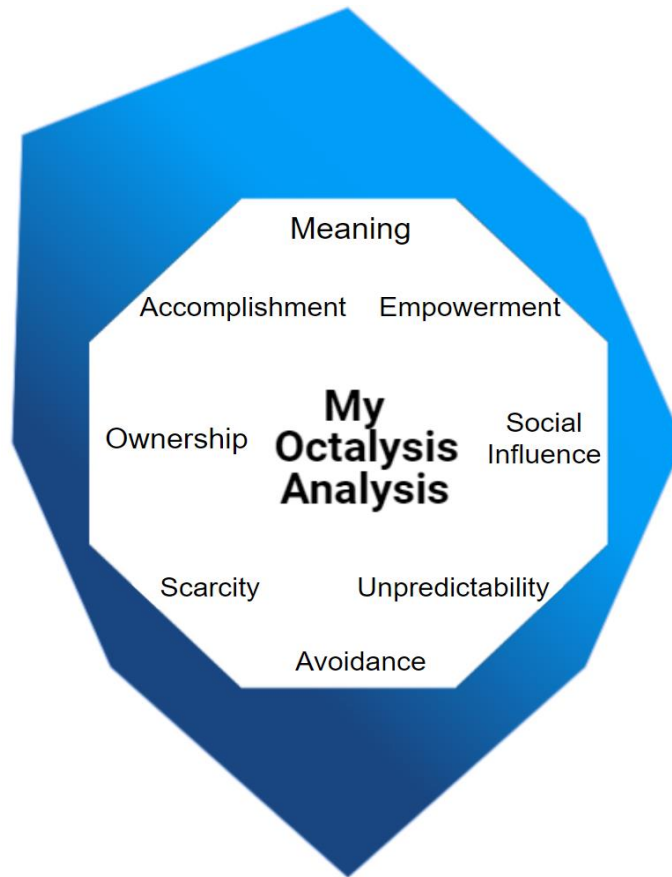 Meaning
Accomplishment
Empowerment
My
Octalysis
Analysis
Ownership
Social
Influence
Scarcity
Unpredictability
Avoidance